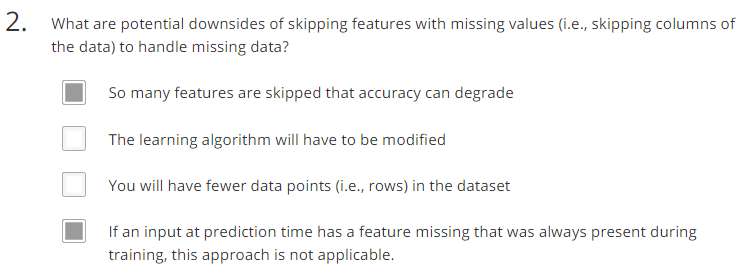 2. What are potential downsides of skipping features with missing values (i.e., skipping columns of
the data) to handle missing data?
So many features are skipped that accuracy can degrade
The learning algorithm will have to be modified
You will have fewer data points (i.e., rows) in the dataset
If an input at prediction time has a feature missing that was always present during
training, this approach is not applicable.